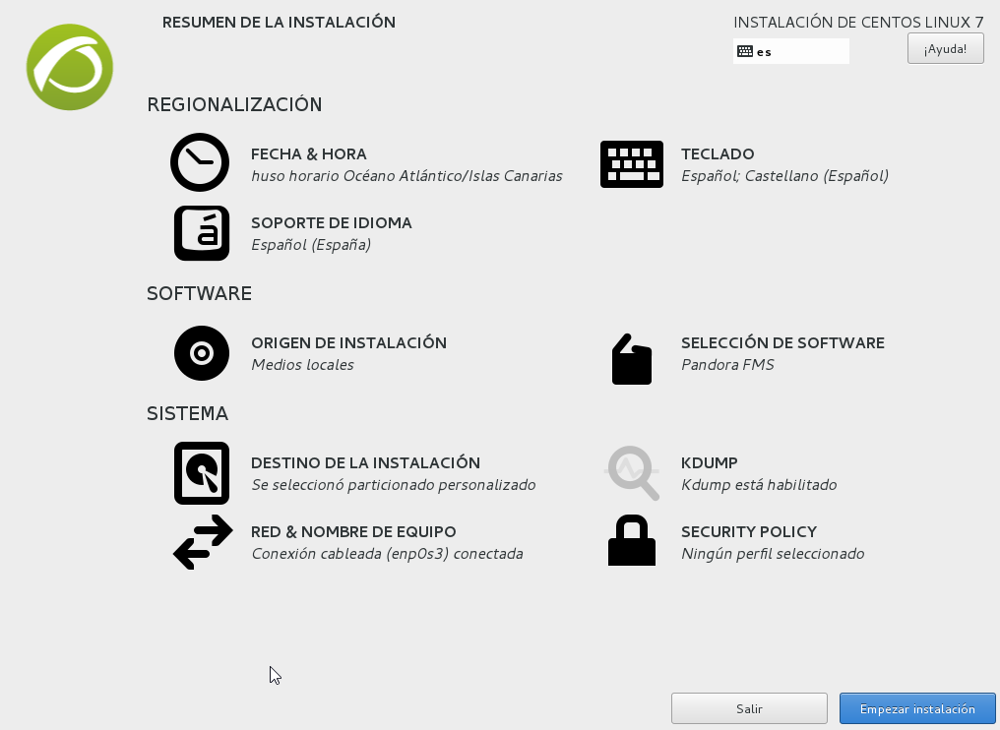 RESUMEN DE LA INSTALACIÓN
INSTALACIÓN DE CENTOS LINUX 7
es
¡Ayuda!
REGIONALIZACIÓN
FECHA & HORA
huso horario Océano Atlántico/Islas Canarias
TECLADO
Español; Castellano (Español)
á
SOPORTE DE IDIOMA
Español (España)
SOFTWARE
ORIGEN DE INSTALACIÓN
Medios locales
SELECCIÓN DE SOFTWARE
Pandora FMS
SISTEMA
DESTINO DE LA INSTALACIÓN
Se seleccionó particionado personalizado
KDUMP
Kdump está habilitado
RED & NOMBRE DE EQUIPO
Conexión cableada (enp0s3) conectada
SECURITY POLICY
Ningún perfil seleccionado
Salir
Empezar instalación